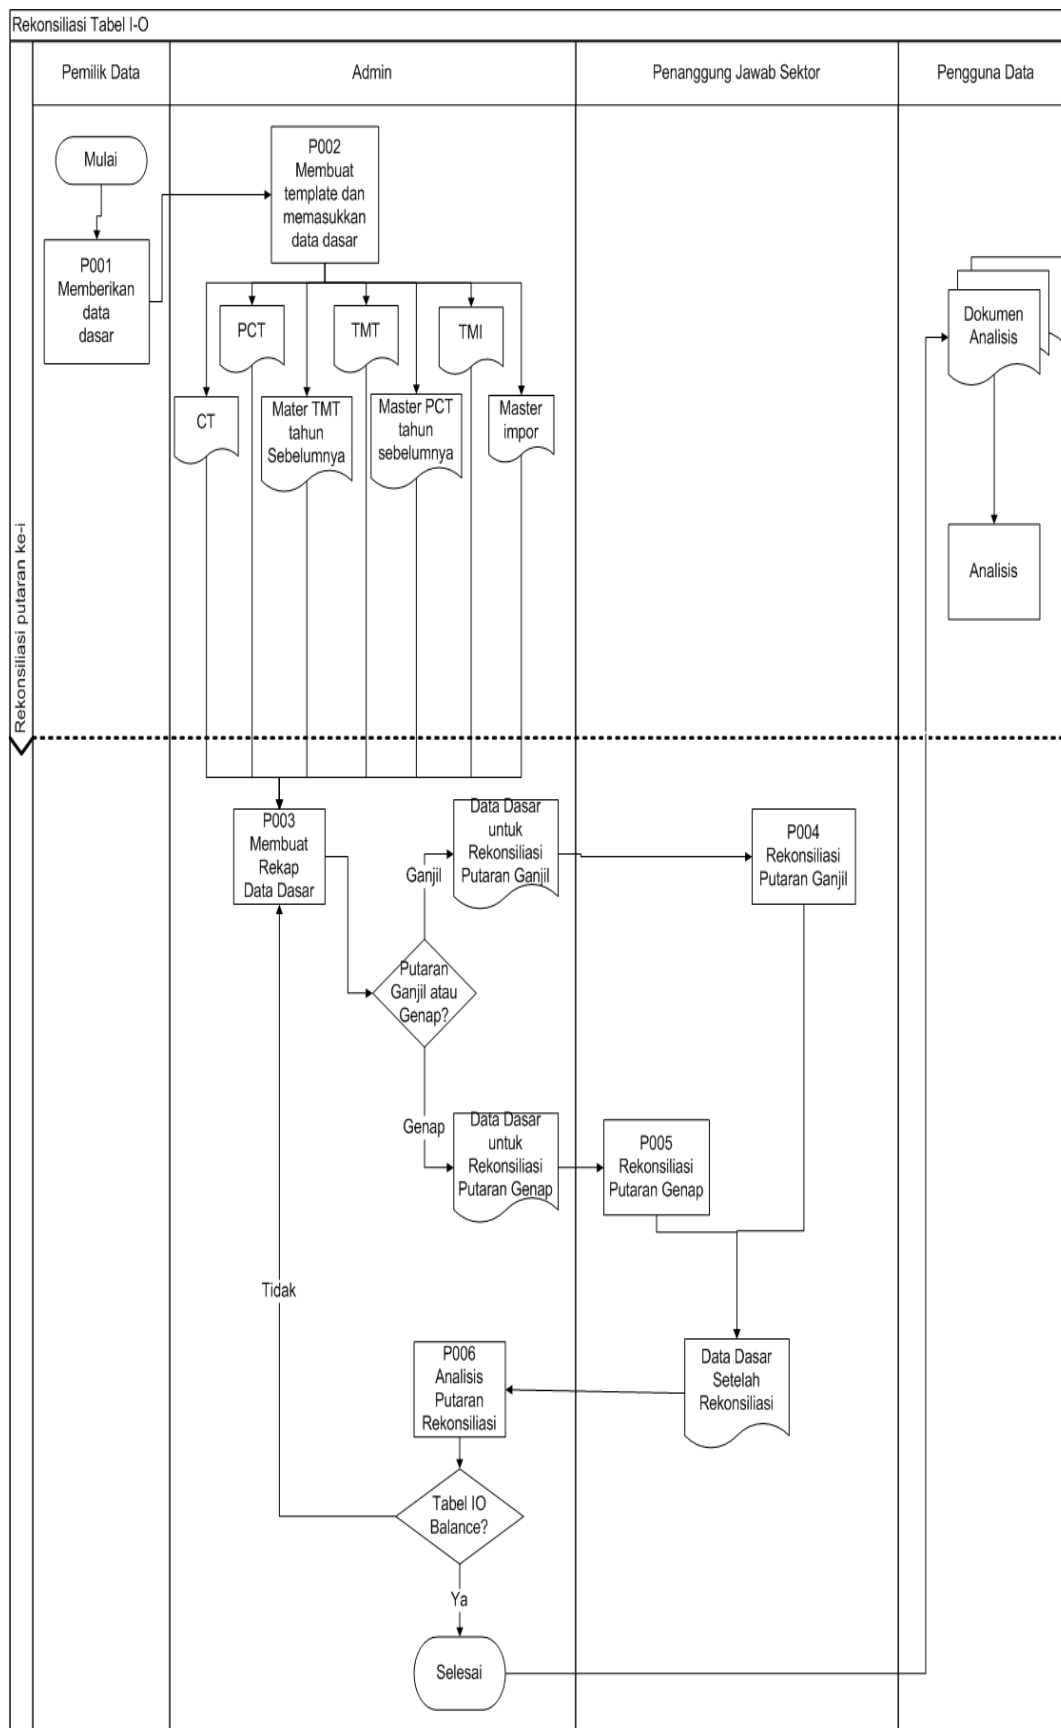 Rekonsiliasi Tabel I-O
Pemilik Data
Admin
Penanggung Jawab Sektor
Pengguna Data
Rekonsiliasi putaran ke-i
Mulai
P001
Memberikan
data
dasar
P002
Membuat
template dan
memasukkan
data dasar
PCT
TMT
TMI
CT
Mater TMT
tahun
Sebelumnya
Master PCT
tahun
sebelumnya
Master
impor
Dokumen
Analisis
Analisis
P003
Membuat
Rekap
Data Dasar
Ganjil
Data Dasar
untuk
Rekonsiliasi
Putaran Ganjil
P004
Rekonsiliasi
Putaran Ganjil
Putaran
Ganjil atau
Genap?
Genap
Data Dasar
untuk
Rekonsiliasi
Putaran Genap
P005
Rekonsiliasi
Putaran Genap
Tidak
P006
Analisis
Putaran
Rekonsiliasi
Data Dasar
Setelah
Rekonsiliasi
Tabel IO
Balance?
Ya
Selesai